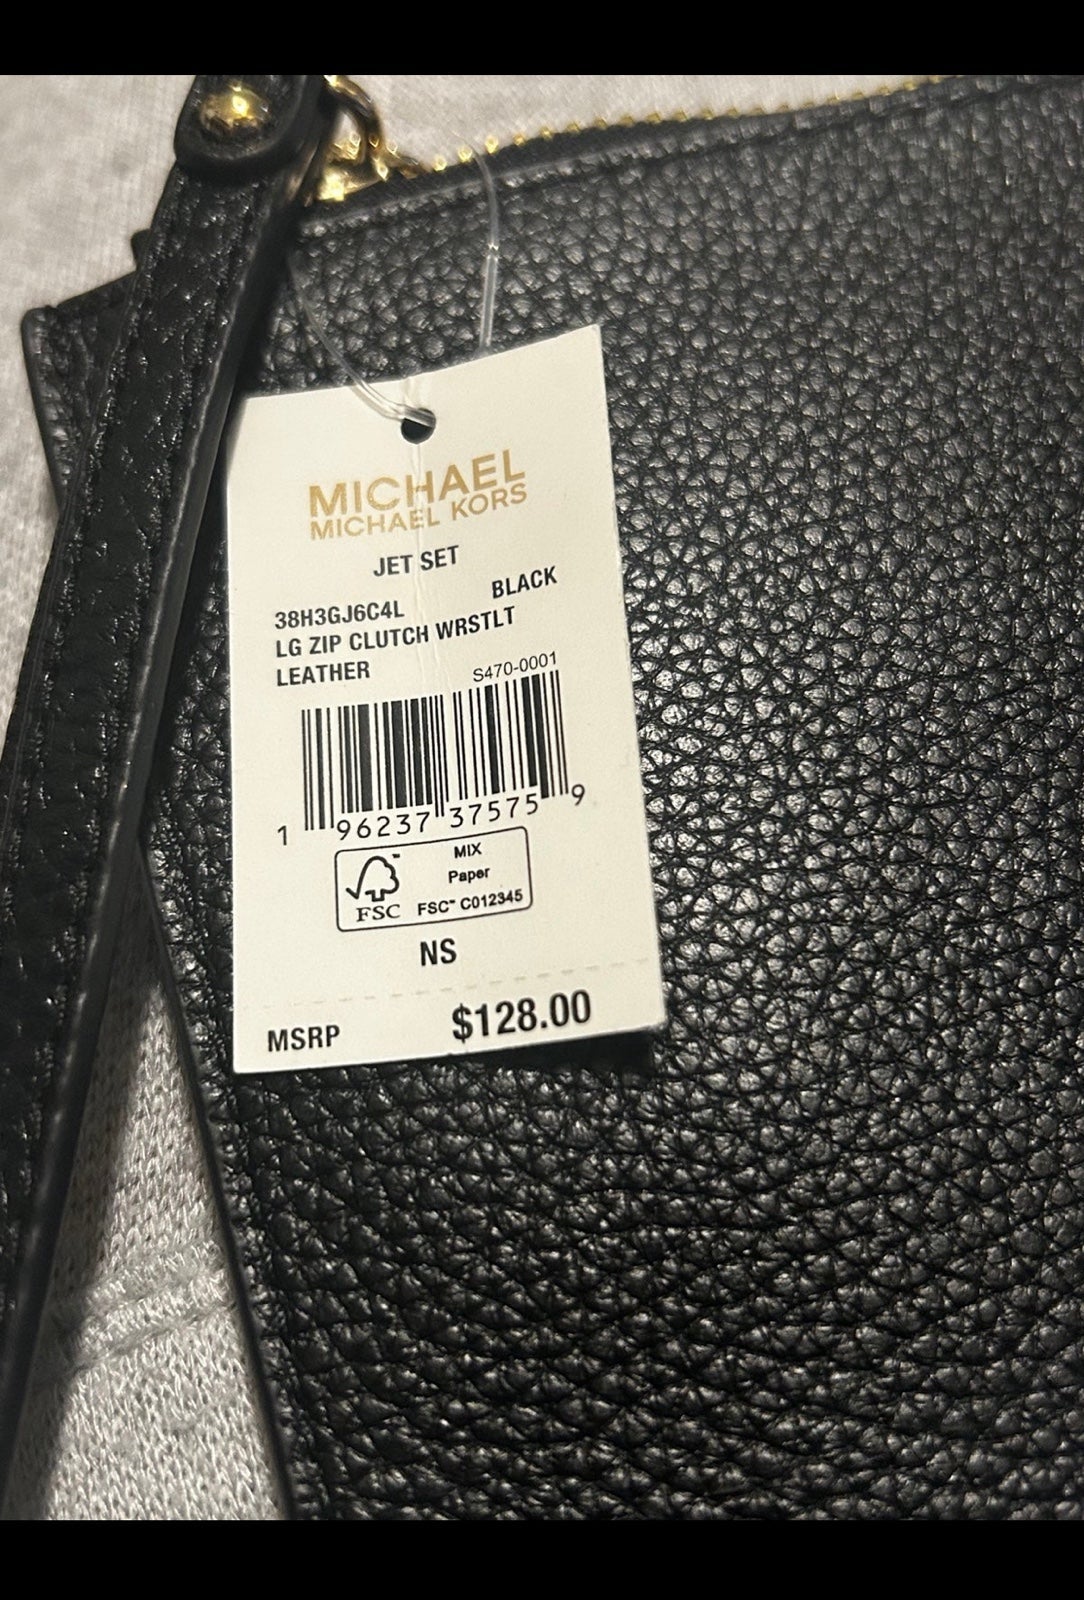 MICHAEL
MICHAEL KORS
JET SET
BLACK
38H3GJ6C4L
LG ZIP CLUTCH WRSTLT
LEATHER
S470-0001
1 96237 37575 9
MIX
Paper
FSC™ C012345
FSC
NS
MSRP $128.00